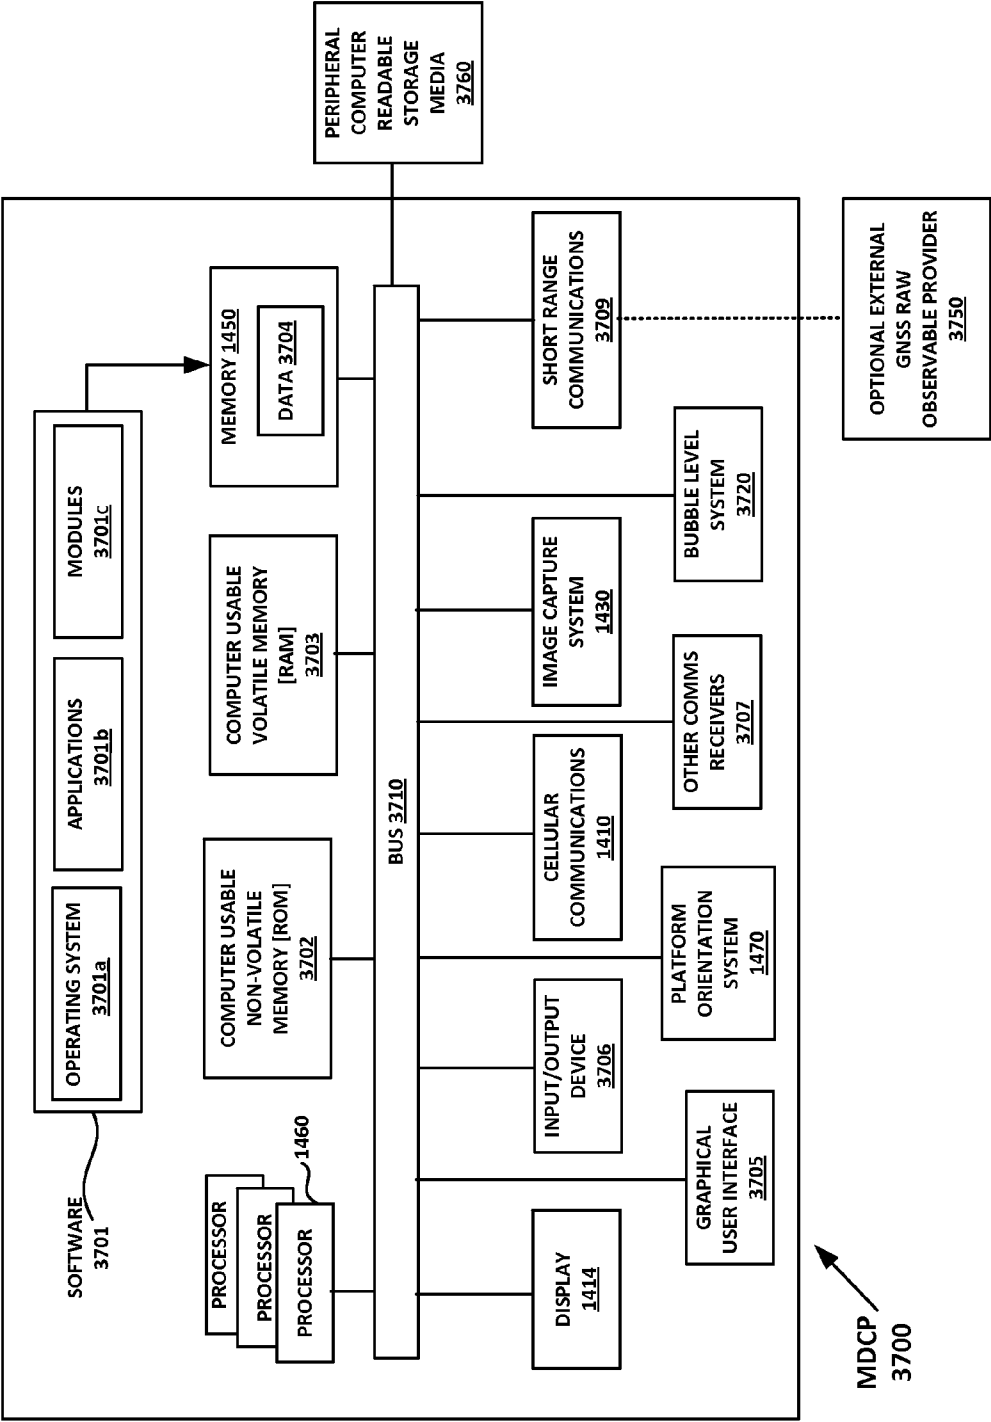 SOFTWARE
3701
OPERATING SYSTEM
3701a
APPLICATIONS
3701b
MODULES
3701c
PROCESSOR
PROCESSOR
PROCESSOR
1460
COMPUTER USABLE
NON-VOLATILE
MEMORY [ROM]
3702
COMPUTER USABLE
VOLATILE MEMORY
[RAM]
3703
MEMORY 1450
DATA 3704
BUS 3710
PERIPHERAL
COMPUTER
READABLE
STORAGE
MEDIA
3760
DISPLAY
1414
INPUT/OUTPUT
DEVICE
3706
CELLULAR
COMMUNICATIONS
1410
IMAGE CAPTURE
SYSTEM
1430
SHORT RANGE
COMMUNICATIONS
3709
GRAPHICAL
USER INTERFACE
3705
PLATFORM
ORIENTATION
SYSTEM
1470
OTHER COMMS
RECEIVERS
3707
BUBBLE LEVEL
SYSTEM
3720
OPTIONAL EXTERNAL
GNSS RAW
OBSERVABLE PROVIDER
3750
MDCP
3700